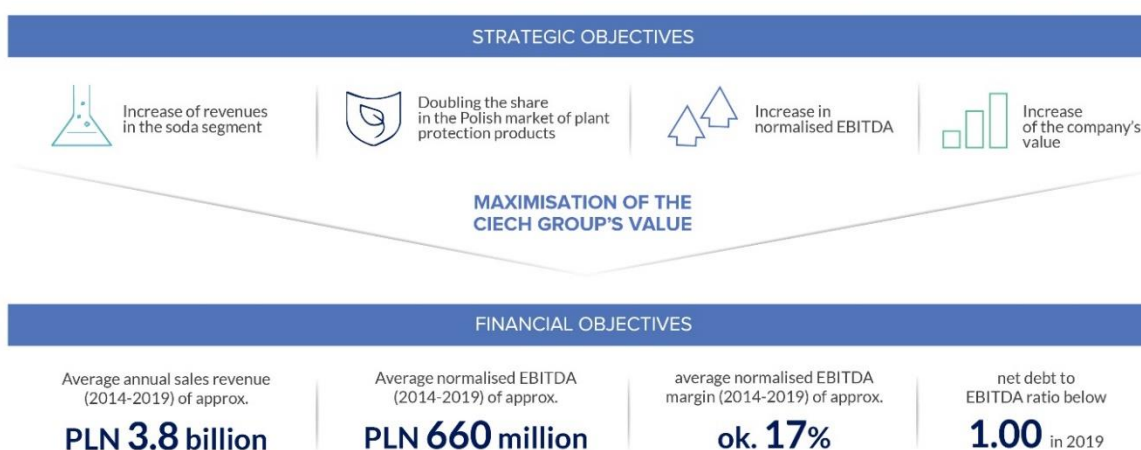 STRATEGIC OBJECTIVES
Increase of revenues
in the soda segment
Doubling the share
in the Polish market of plant
protection products
Increase in
normalised EBITDA
Increase
of the company's
value
MAXIMISATION OF THE
CIECH GROUP'S VALUE
FINANCIAL OBJECTIVES
Average annual sales revenue
(2014-2019) of approx.
PLN 3.8 billion
Average normalised EBITDA
(2014-2019) of approx.
PLN 660 million
average normalised EBITDA
margin (2014-2019) of approx.
ok. 17%
net debt to
EBITDA ratio below
1.00 in 2019